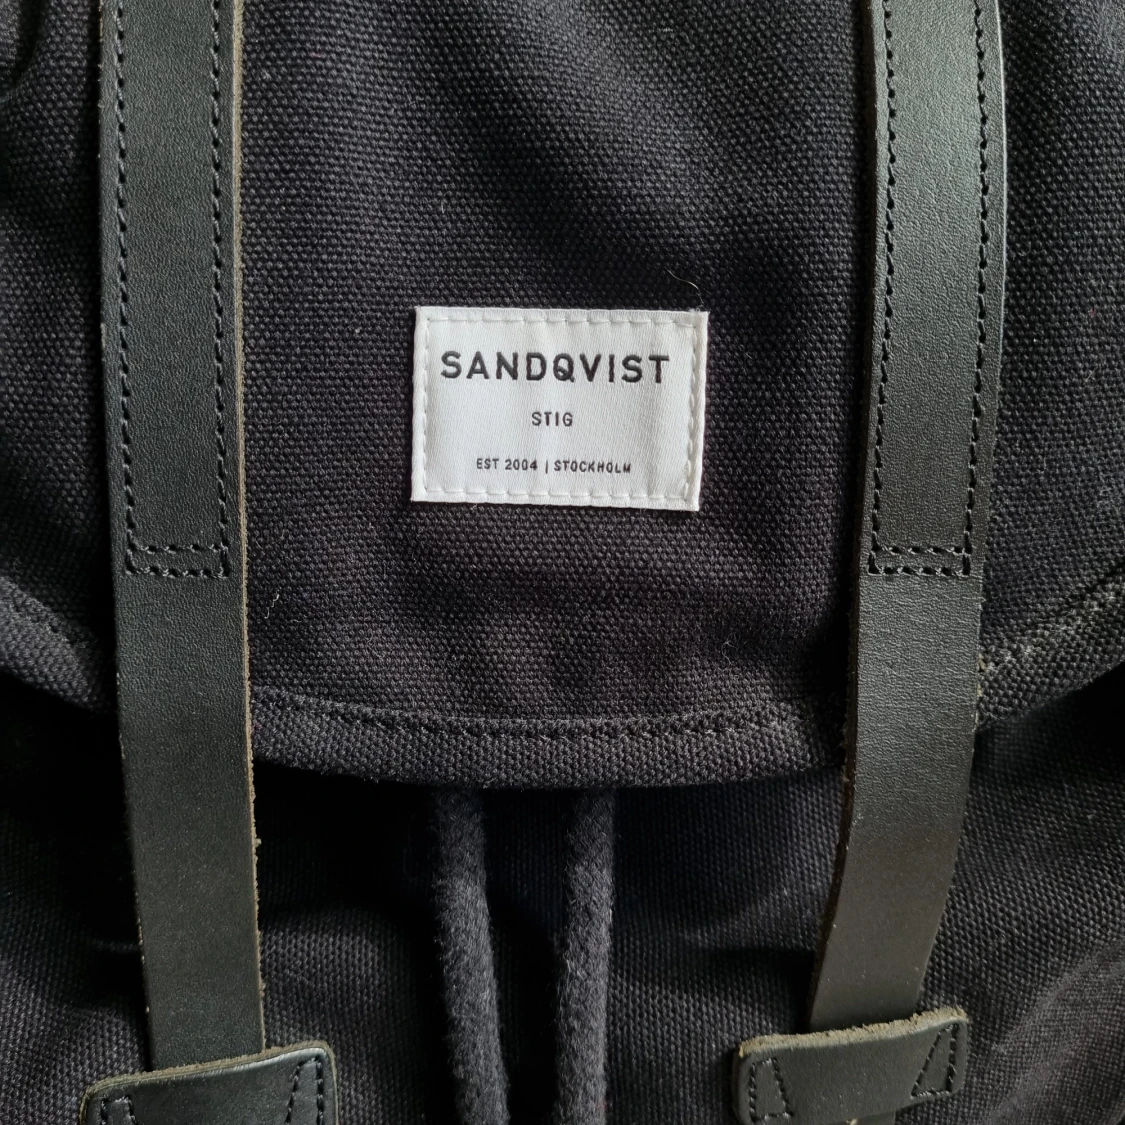 SANDQVIST
STIG
EST 2004 | STOCKHOLM